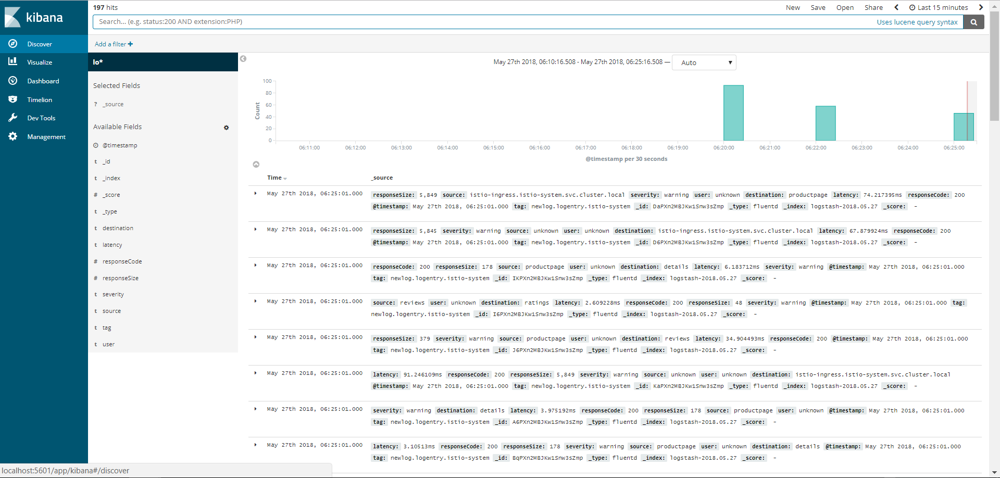 kibana
Discover
Visualize
Dashboard
Timelion
Dev Tools
Management
197 hits
New Save Open Share Last 15 minutes
Search... (e.g. status:200 AND extension:PHP) Uses lucene query syntax
Add a filter
lo*
Selected Fields
? _source
Available Fields
@timestamp
t _id
t _index
# _score
t _type
t destination
t latency
# responseCode
# responseSize
t severity
t source
t tag
t user
May 27th 2018, 06:10:16.508 - May 27th 2018, 06:25:16.508 — Auto
Count
100
80
60
40
20
0
06:11:00 06:12:00 06:13:00 06:14:00 06:15:00 06:16:00 06:17:00 06:18:00 06:19:00 06:20:00 06:21:00 06:22:00 06:23:00 06:24:00 06:25:00
@timestamp per 30 seconds
Time _source
May 27th 2018, 06:25:01.000 responseSize: 5,849 source: istio-ingress.istio-system.svc.cluster.local severity: warning user: unknown destination: productpage latency: 74.217395ms responseCode: 200
@timestamp: May 27th 2018, 06:25:01.000 tag: newlog.logentry.istio-system _id: DaPXn2MBJKw1Snw3sZmp _type: fluentd _index: logstash-2018.05.27 _score: -
May 27th 2018, 06:25:01.000 responseSize: 5,845 severity: warning source: unknown user: unknown destination: istio-ingress.istio-system.svc.cluster.local latency: 67.879924ms responseCode: 200
@timestamp: May 27th 2018, 06:25:01.000 tag: newlog.logentry.istio-system _id: D6PXn2MBJKw1Snw3sZmp _type: fluentd _index: logstash-2018.05.27 _score: -
May 27th 2018, 06:25:01.000 responseCode: 200 responseSize: 178 source: productpage user: unknown destination: details latency: 6.183712ms severity: warning @timestamp: May 27th 2018, 06:25:01.000
tag: newlog.logentry.istio-system _id: IKPXn2MBJKw1Snw3sZmp _type: fluentd _index: logstash-2018.05.27 _score: -
May 27th 2018, 06:25:01.000 source: reviews user: unknown destination: ratings latency: 2.609228ms responseCode: 200 responseSize: 48 severity: warning @timestamp: May 27th 2018, 06:25:01.000 tag:
newlog.logentry.istio-system _id: I6PXn2MBJKw1Snw3sZmp _type: fluentd _index: logstash-2018.05.27 _score: -
May 27th 2018, 06:25:01.000 responseSize: 379 severity: warning source: productpage user: unknown destination: reviews latency: 34.904493ms responseCode: 200 @timestamp: May 27th 2018, 06:25:01.000
tag: newlog.logentry.istio-system _id: J6PXn2MBJKw1Snw3sZmp _type: fluentd _index: logstash-2018.05.27 _score: -
May 27th 2018, 06:25:01.000 latency: 91.246109ms responseCode: 200 responseSize: 5,849 severity: warning source: unknown user: unknown destination: istio-ingress.istio-system.svc.cluster.local
@timestamp: May 27th 2018, 06:25:01.000 tag: newlog.logentry.istio-system _id: KaPXn2MBJKw1Snw3sZmp _type: fluentd _index: logstash-2018.05.27 _score: -
May 27th 2018, 06:25:01.000 severity: warning destination: details latency: 3.975192ms responseCode: 200 responseSize: 178 source: productpage user: unknown @timestamp: May 27th 2018, 06:25:01.000
tag: newlog.logentry.istio-system _id: A6PXn2MBJKw1Snw3sZmp _type: fluentd _index: logstash-2018.05.27 _score: -
May 27th 2018, 06:25:01.000 latency: 3.10513ms responseCode: 200 responseSize: 178 severity: warning source: productpage user: unknown destination: details @timestamp: May 27th 2018, 06:25:01.000
tag: newlog.logentry.istio-system _id: BqPXn2MBJKw1Snw3sZmp _type: fluentd _index: logstash-2018.05.27 _score: -
localhost:5601/app/kibana#/discover